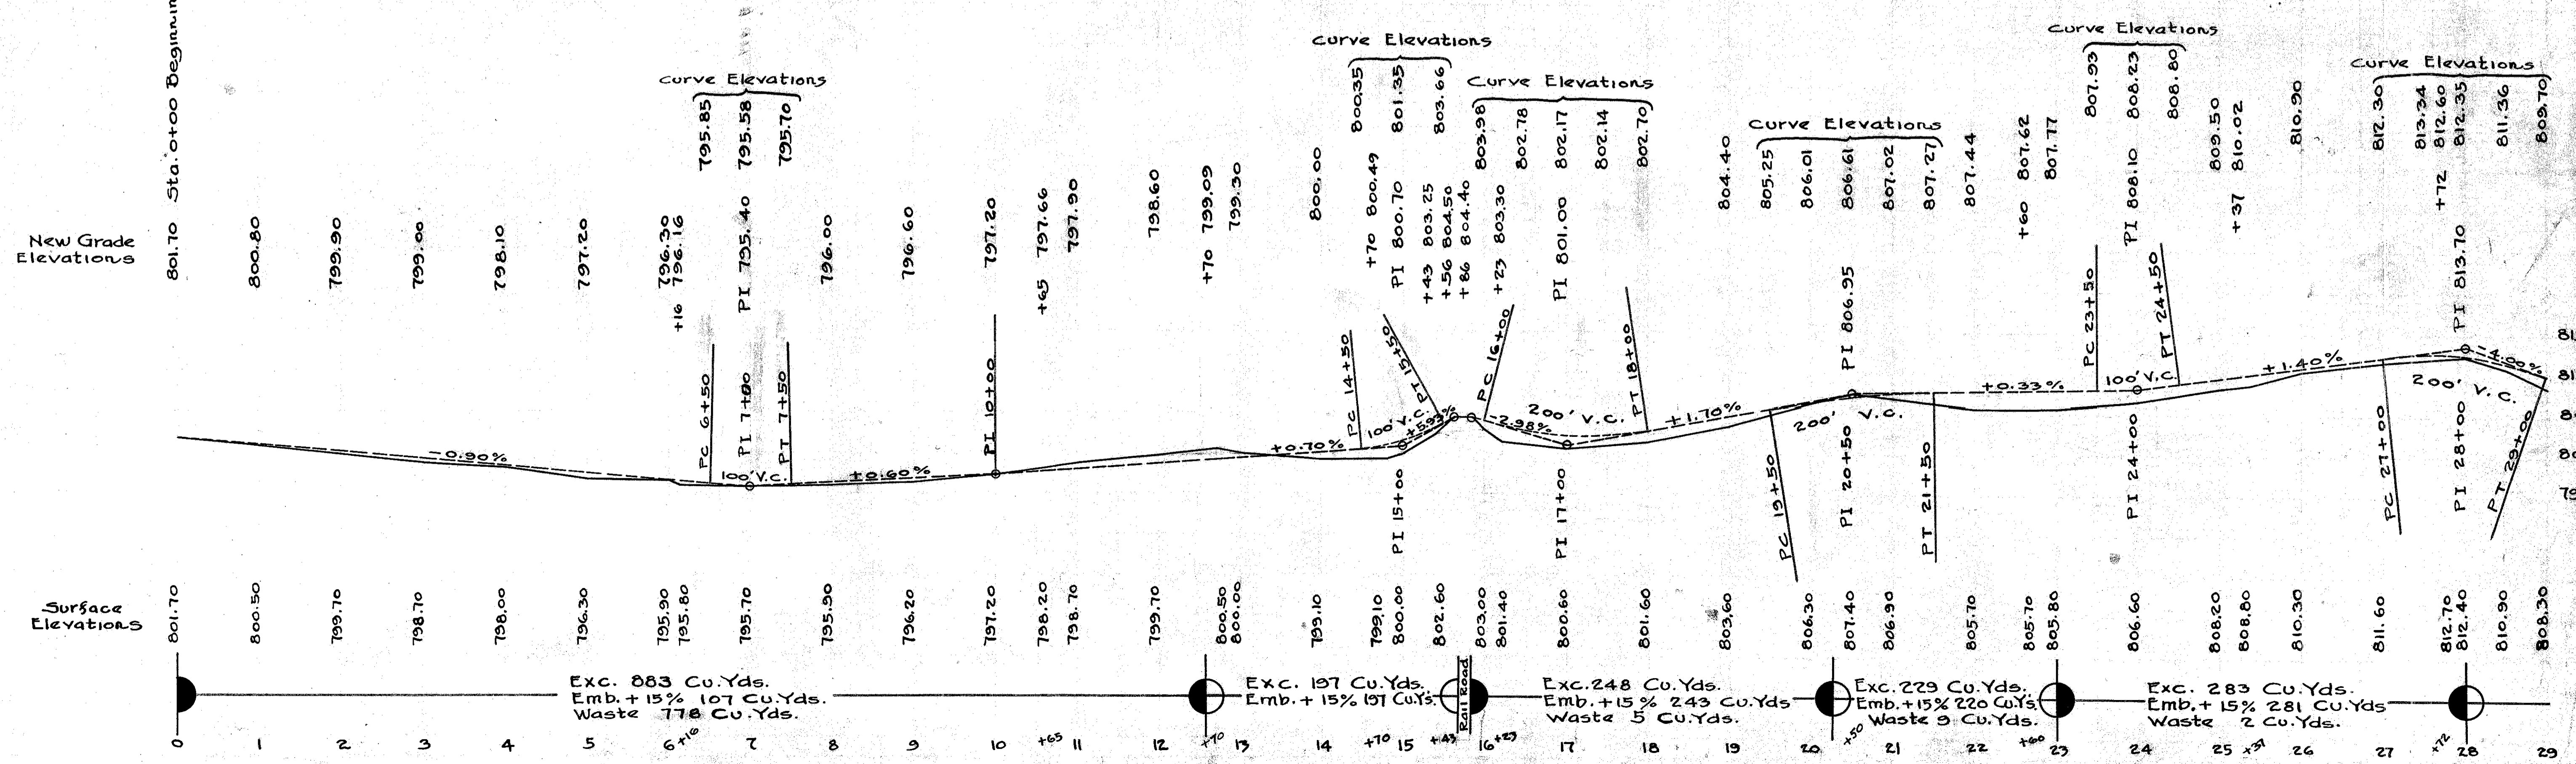 801.70 Sta. 0+00 Beginnin
Curve Elevations
795.85
795.58
795.70
Curve Elevations
800.35
801.35
803.66
Curve Elevations
803.98
802.78
802.17
802.14
802.70
Curve Elevations
805.25
806.01
806.61
807.02
807.27
Curve Elevations
807.93
808.23
808.80
Curve Elevations
812.30
813.34
812.60
812.35
811.36
809.70
New Grade
Elevations
800.80
799.90
799.00
798.10
797.20
796.30
+16 796.16
PI 795.40
796.00
796.60
797.20
+65 797.66
797.90
798.60
+70 799.09
799.30
800.00
+70 800.49
PI 800.70
+43 803.25
+56 804.50
+86 804.40
+23 803.30
PI 801.00
804.40
PI 806.95
807.44
+60 807.62
807.77
PI 808.10
809.50
+37 810.02
810.90
+72
PI 813.70
-0.90%
PC 6+50
PI 7+00
PT 7+50
100' V.C.
+0.60%
PI 10+00
+0.70%
PC 14+50
100' V.C.
PT 15+50
+5.93%
PI 15+00
PC 16+00
-2.98%
200' V.C.
PI 17+00
PT 18+00
+1.70%
PC 19+50
200' V.C.
PI 20+50
PT 21+50
+0.33%
PC 23+50
100' V.C.
PI 24+00
PT 24+50
+1.40%
PC 27+00
200' V.C.
PI 28+00
-4.00%
PT 29+00
81
81
79
Surface
Elevations
801.70
800.50
799.70
798.70
798.00
796.30
795.90
795.80
795.70
795.90
796.20
797.20
798.20
798.70
799.70
800.50
800.00
799.10
799.10
800.00
802.60
803.00
801.40
800.60
801.60
803.60
806.30
807.40
806.90
805.70
805.70
805.80
806.60
808.20
808.80
810.30
811.60
812.70
812.40
810.90
808.30
Exc. 883 Cu.Yds.
Emb. + 15% 107 Cu.Yds.
Waste 778 Cu.Yds.
Exc. 197 Cu.Yds.
Emb. + 15% 197 Cu.Ys.
Rail Road
Exc. 248 Cu.Yds.
Emb. + 15% 243 Cu.Yds
Waste 5 Cu.Yds.
Exc. 229 Cu.Yds.
Emb. + 15% 220 Cu.Ys.
Waste 9 Cu.Yds.
Exc. 283 Cu.Yds.
Emb. + 15% 281 Cu.Yds
Waste 2 Cu.Yds.
0 1 2 3 4 5 6 +16 7 8 9 10 +65 11 12 +70 13 14 +70 15 +43 16 +23 17 18 19 20 +50 21 22 +60 23 24 25 +37 26 27 +72 28 29